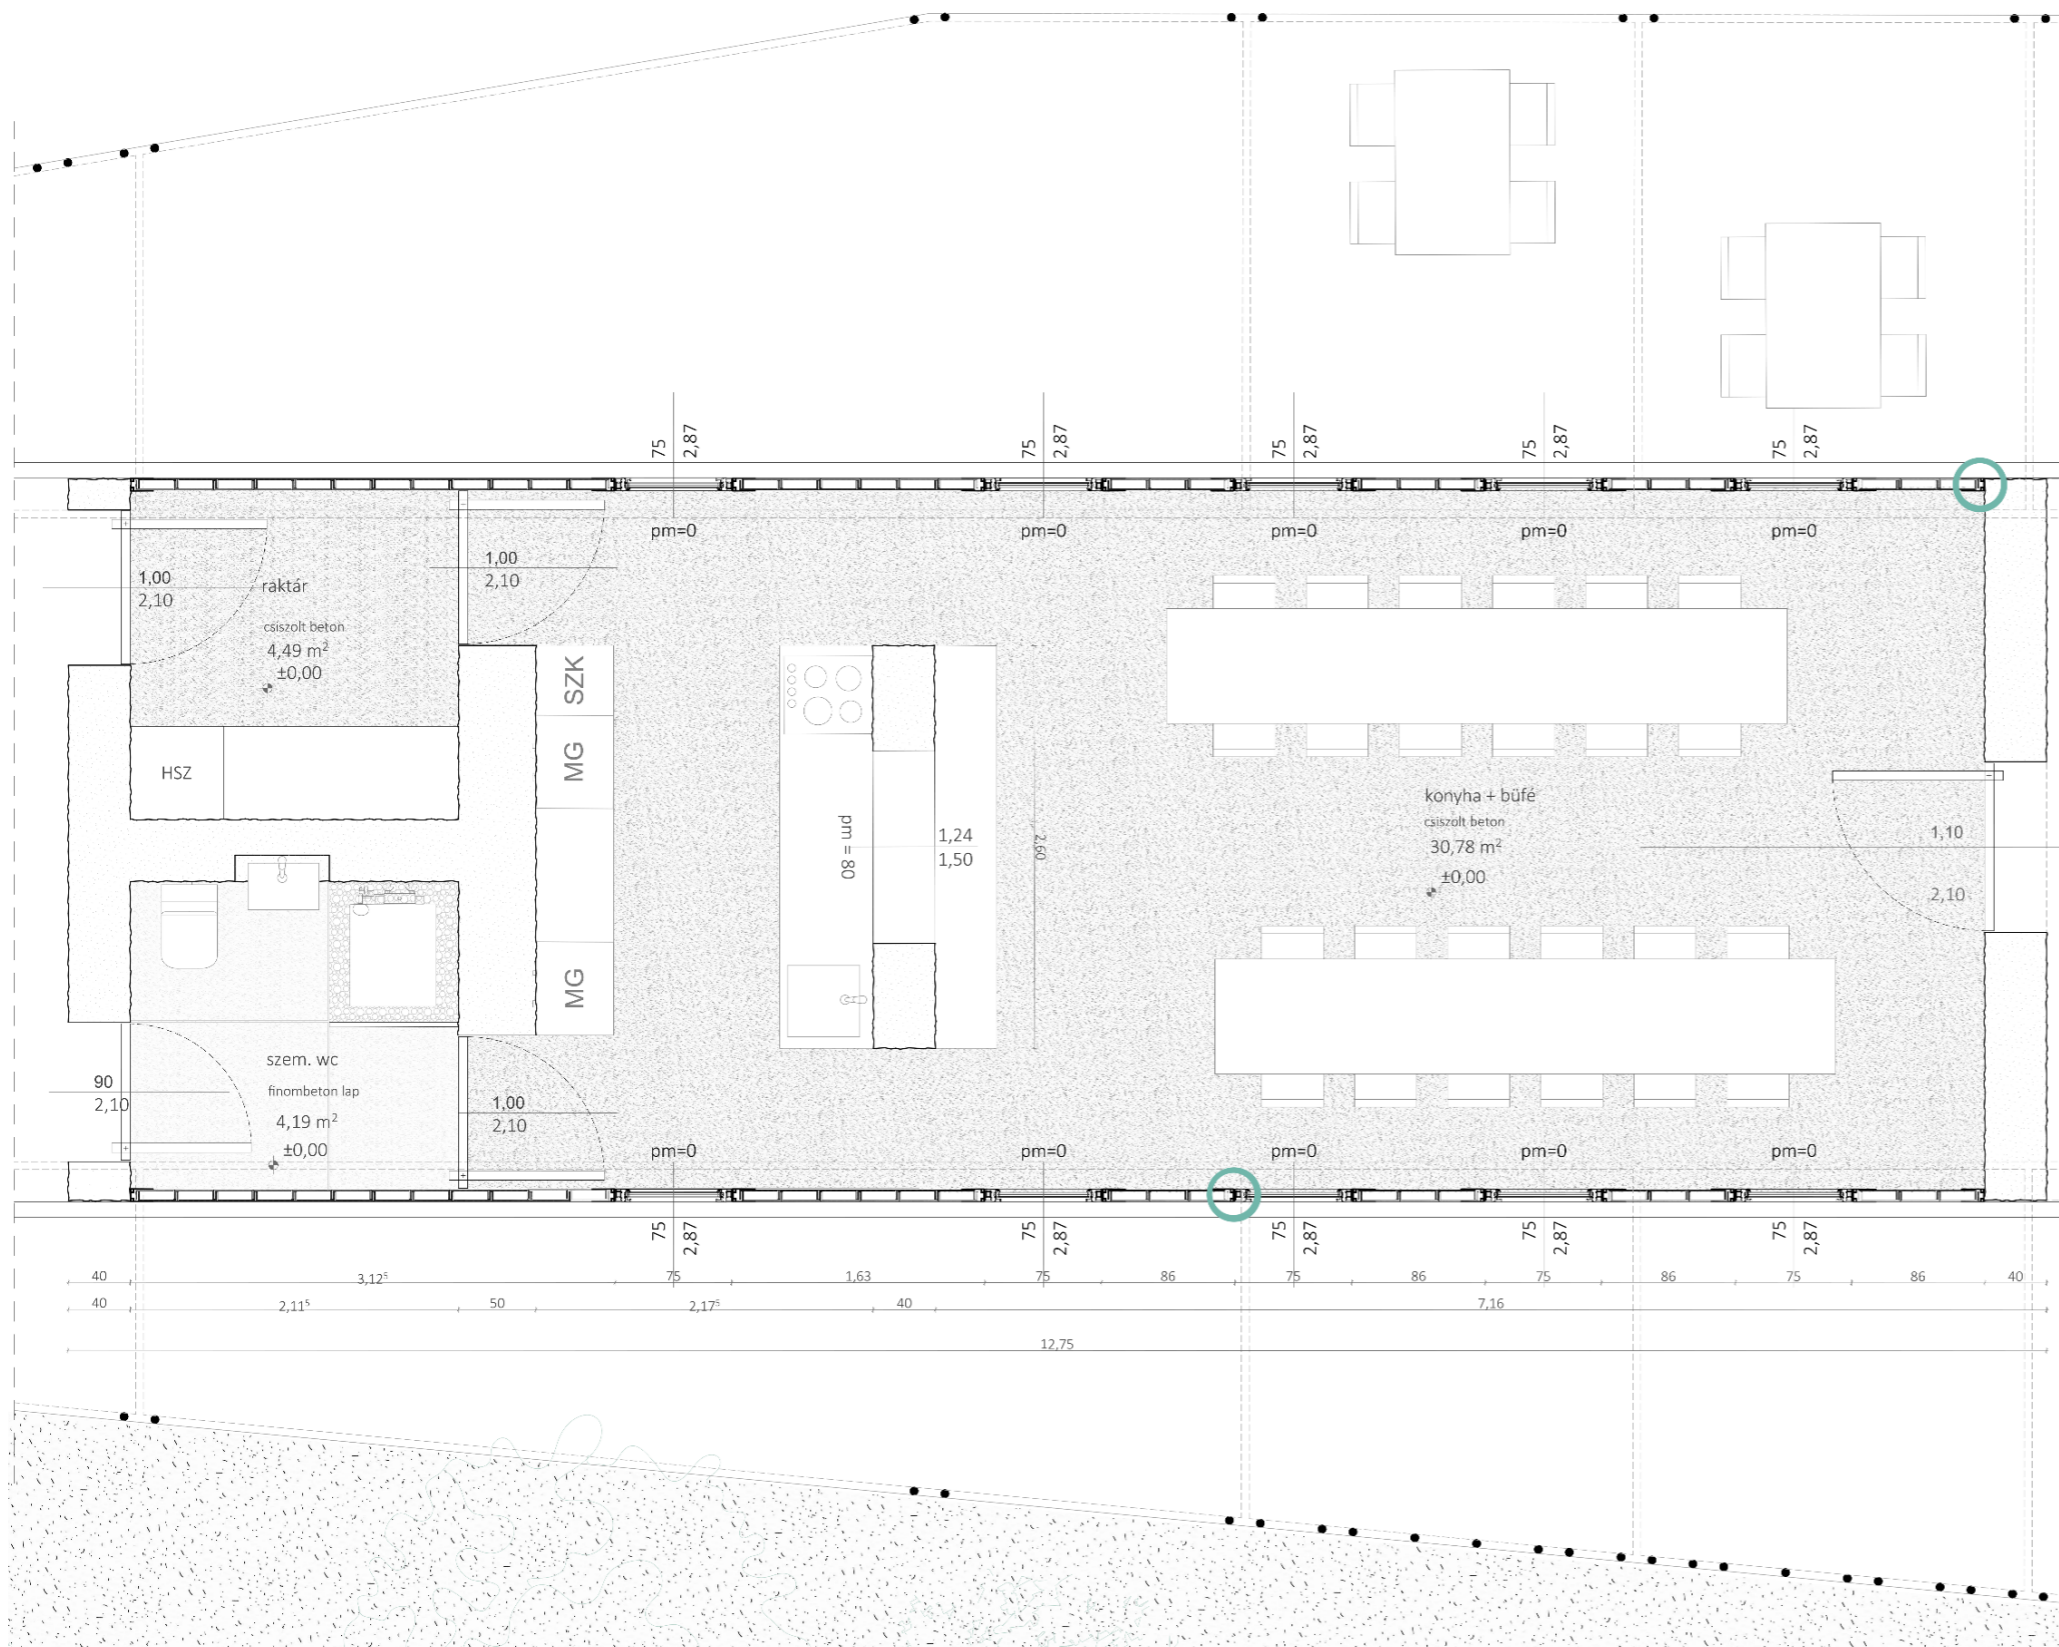 75
2,87
75
2,87
75
2,87
75
2,87
75
2,87
pm=0
pm=0
pm=0
pm=0
pm=0
1,00
2,10
raktár
csiszolt beton
4,49 m²
±0,00
1,00
2,10
SZK
MG
MG
HSZ
pm = 80
1,24
1,50
2,60
konyha + büfé
csiszolt beton
30,78 m²
±0,00
1,10
2,10
szem. wc
finombeton lap
4,19 m²
±0,00
90
2,10
1,00
2,10
pm=0
pm=0
pm=0
pm=0
pm=0
75
2,87
75
2,87
75
2,87
75
2,87
75
2,87
40 3,12⁵ 75 1,63 75 86 75 86 75 86 75 86 40
40 2,11⁵ 50 2,17⁵ 40 7,16
12,75